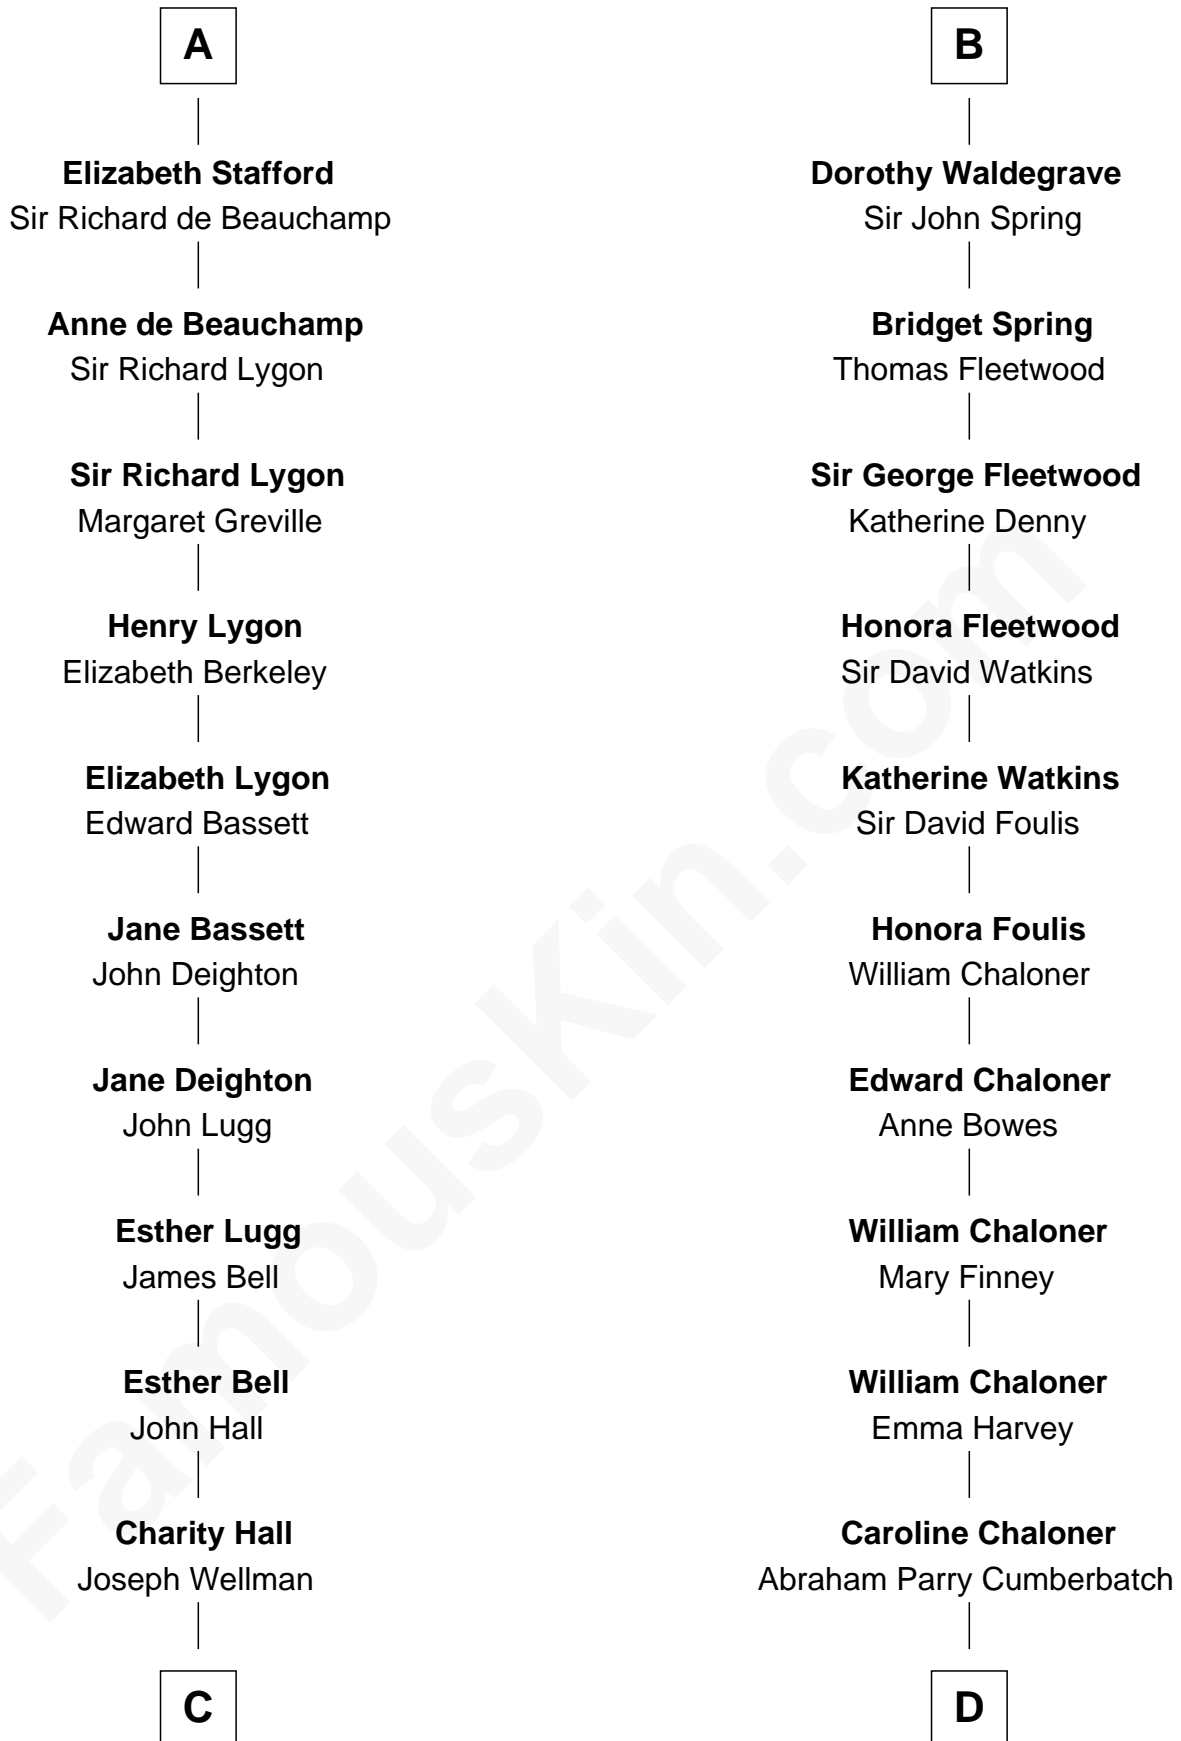 A
Elizabeth Stafford
Sir Richard de Beauchamp
Anne de Beauchamp
Sir Richard Lygon
Sir Richard Lygon
Margaret Greville
Henry Lygon
Elizabeth Berkeley
Elizabeth Lygon
Edward Bassett
Jane Bassett
John Deighton
Jane Deighton
John Lugg
Esther Lugg
James Bell
Esther Bell
John Hall
Charity Hall
Joseph Wellman
C
B
Dorothy Waldegrave
Sir John Spring
Bridget Spring
Thomas Fleetwood
Sir George Fleetwood
Katherine Denny
Honora Fleetwood
Sir David Watkins
Katherine Watkins
Sir David Foulis
Honora Foulis
William Chaloner
Edward Chaloner
Anne Bowes
William Chaloner
Mary Finney
William Chaloner
Emma Harvey
Caroline Chaloner
Abraham Parry Cumberbatch
D
FamousKin.com